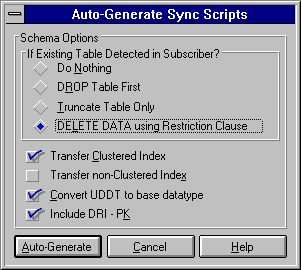 Auto-Generate Sync Scripts
Schema Options
If Existing Table Detected in Subscriber?
Do Nothing
DROP Table First
Truncate Table Only
DELETE DATA using Restriction Clause
Transfer Clustered Index
Transfer non-Clustered Index
Convert UDDT to base datatype
Include DRI - PK
Auto-Generate Cancel Help